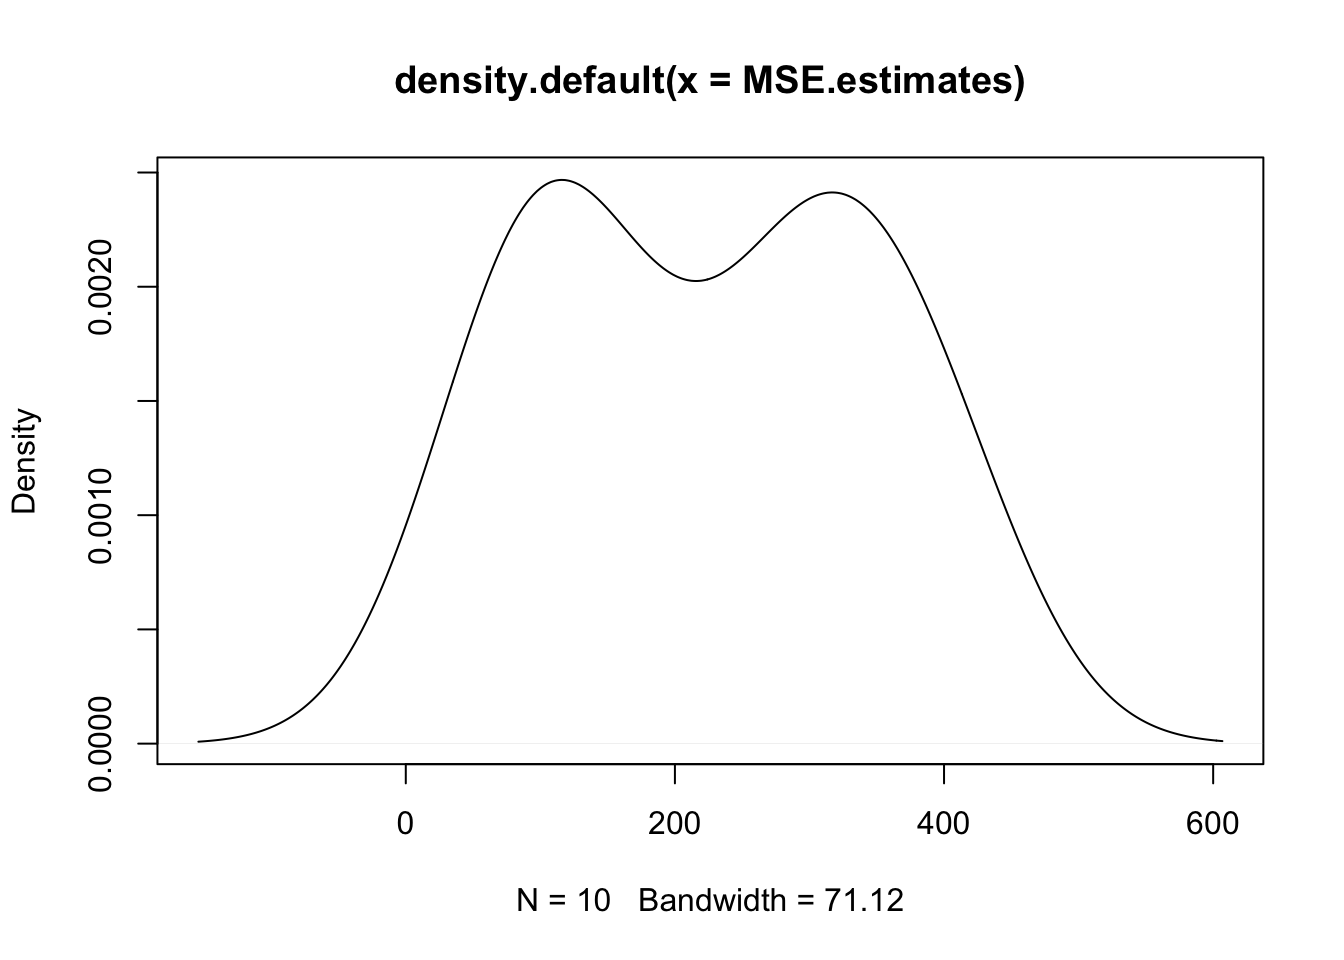 density.default(x = MSE.estimates)
Density
0.0020
0.0010
0.0000
0 200 400 600
N = 10 Bandwidth = 71.12